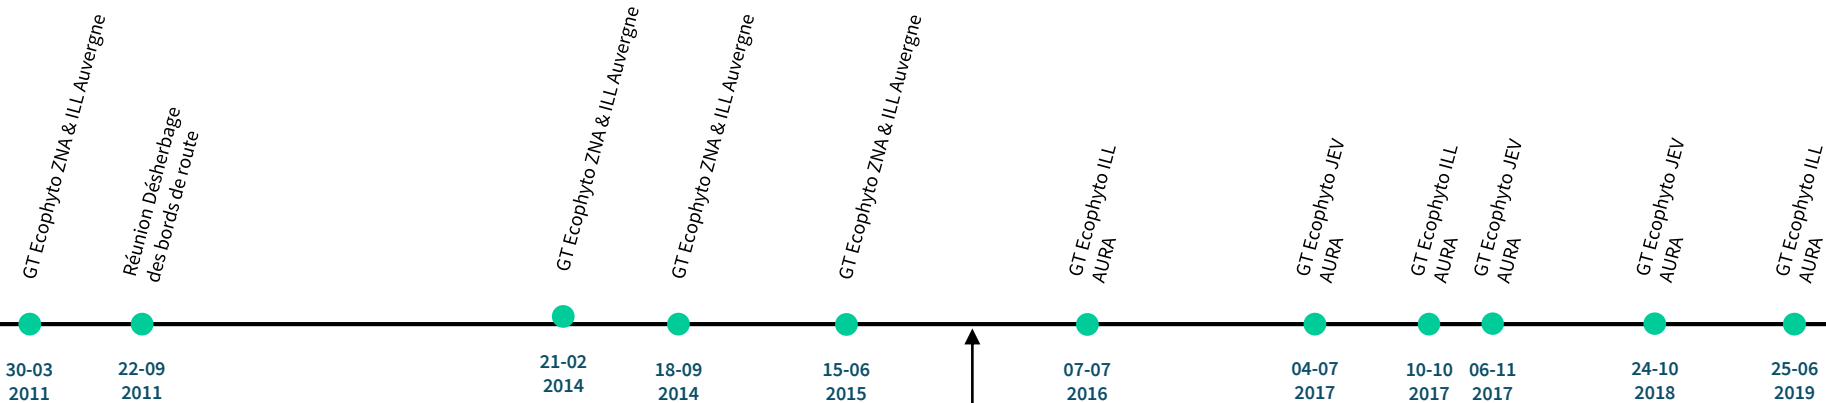 GT Ecophyto ZNA & ILL Auvergne
Réunion Désherbage
des bords de route
GT Ecophyto ZNA & ILL Auvergne
GT Ecophyto ZNA & ILL Auvergne
GT Ecophyto ZNA & ILL Auvergne
GT Ecophyto ILL
AURA
GT Ecophyto JEV
AURA
GT Ecophyto ILL
AURA
GT Ecophyto JEV
AURA
GT Ecophyto JEV
AURA
GT Ecophyto ILL
AURA
30-03
2011
22-09
2011
21-02
2014
18-09
2014
15-06
2015
07-07
2016
04-07
2017
10-10
2017
06-11
2017
24-10
2018
25-06
2019